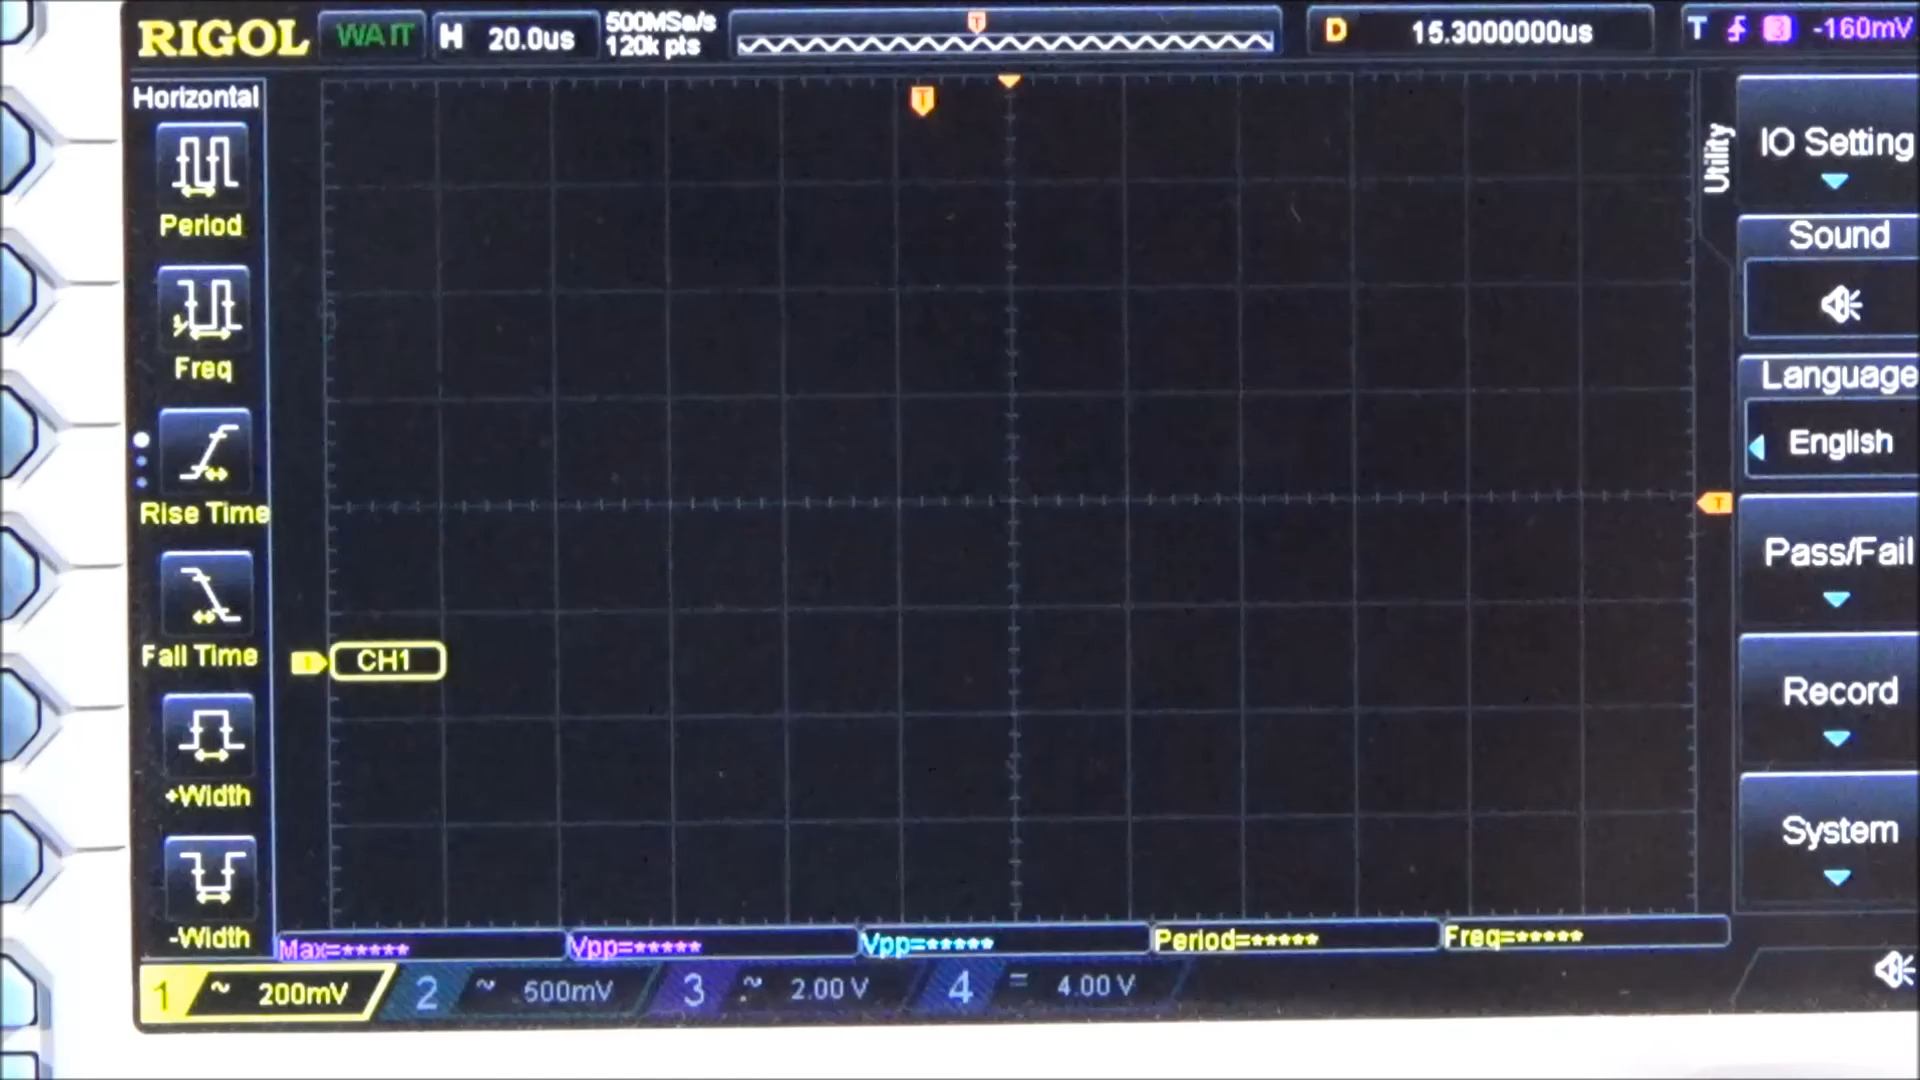 RIGOL WAIT H 20.0us 500MSa/s D 15.3000000us T 3 -160mV
120k pts
T
Horizontal
T
Period
Freq
Rise Time
Fall Time
+Width
-Width
CH1
1
T
Utility
IO Setting
Sound
Language
English
Pass/Fail
Record
System
Max=***** Vpp=***** Vpp=***** Period=***** Freq=*****
1 ~ 200mV 2 ~ 500mV 3 ~ 2.00 V 4 = 4.00 V